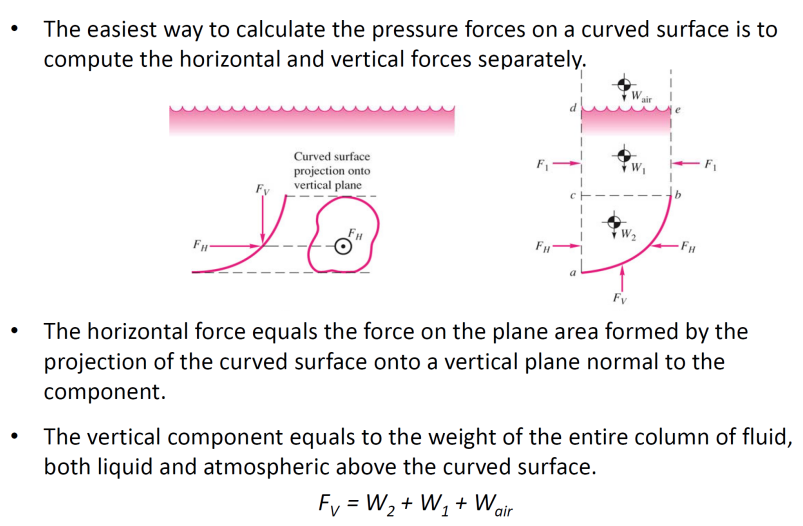 • The easiest way to calculate the pressure forces on a curved surface is to
compute the horizontal and vertical forces separately.
Curved surface
projection onto
vertical plane
F_V
F_H
F_H
W_air
d
e
F_1
W_1
F_1
c
b
W_2
F_H
F_H
a
F_V
• The horizontal force equals the force on the plane area formed by the
projection of the curved surface onto a vertical plane normal to the
component.
• The vertical component equals to the weight of the entire column of fluid,
both liquid and atmospheric above the curved surface.
F_V = W_2 + W_1 + W_air